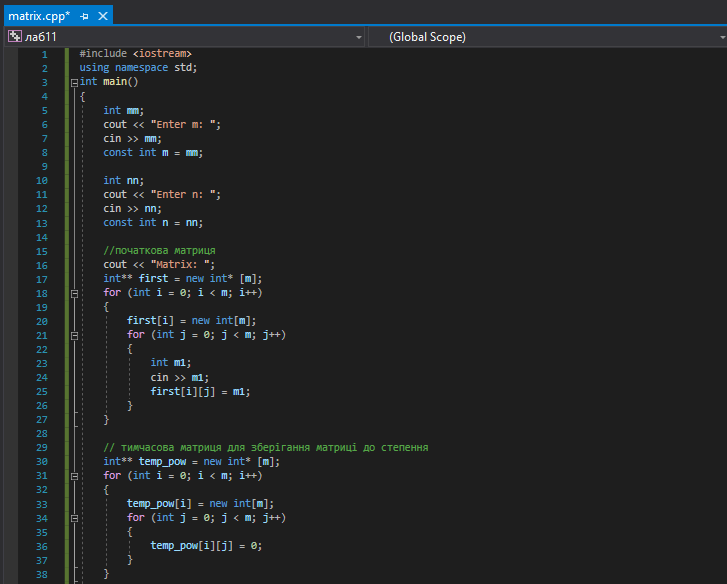 matrix.cpp*
ла611
(Global Scope)
1 #include <iostream>
2 using namespace std;
3 int main()
4 {
5 int mm;
6 cout << "Enter m: ";
7 cin >> mm;
8 const int m = mm;
9
10 int nn;
11 cout << "Enter n: ";
12 cin >> nn;
13 const int n = nn;
14
15 //початкова матриця
16 cout << "Matrix: ";
17 int** first = new int* [m];
18 for (int i = 0; i < m; i++)
19 {
20 first[i] = new int[m];
21 for (int j = 0; j < m; j++)
22 {
23 int m1;
24 cin >> m1;
25 first[i][j] = m1;
26 }
27 }
28
29 // тимчасова матриця для зберігання матриці до степення
30 int** temp_pow = new int* [m];
31 for (int i = 0; i < m; i++)
32 {
33 temp_pow[i] = new int[m];
34 for (int j = 0; j < m; j++)
35 {
36 temp_pow[i][j] = 0;
37 }
38 }